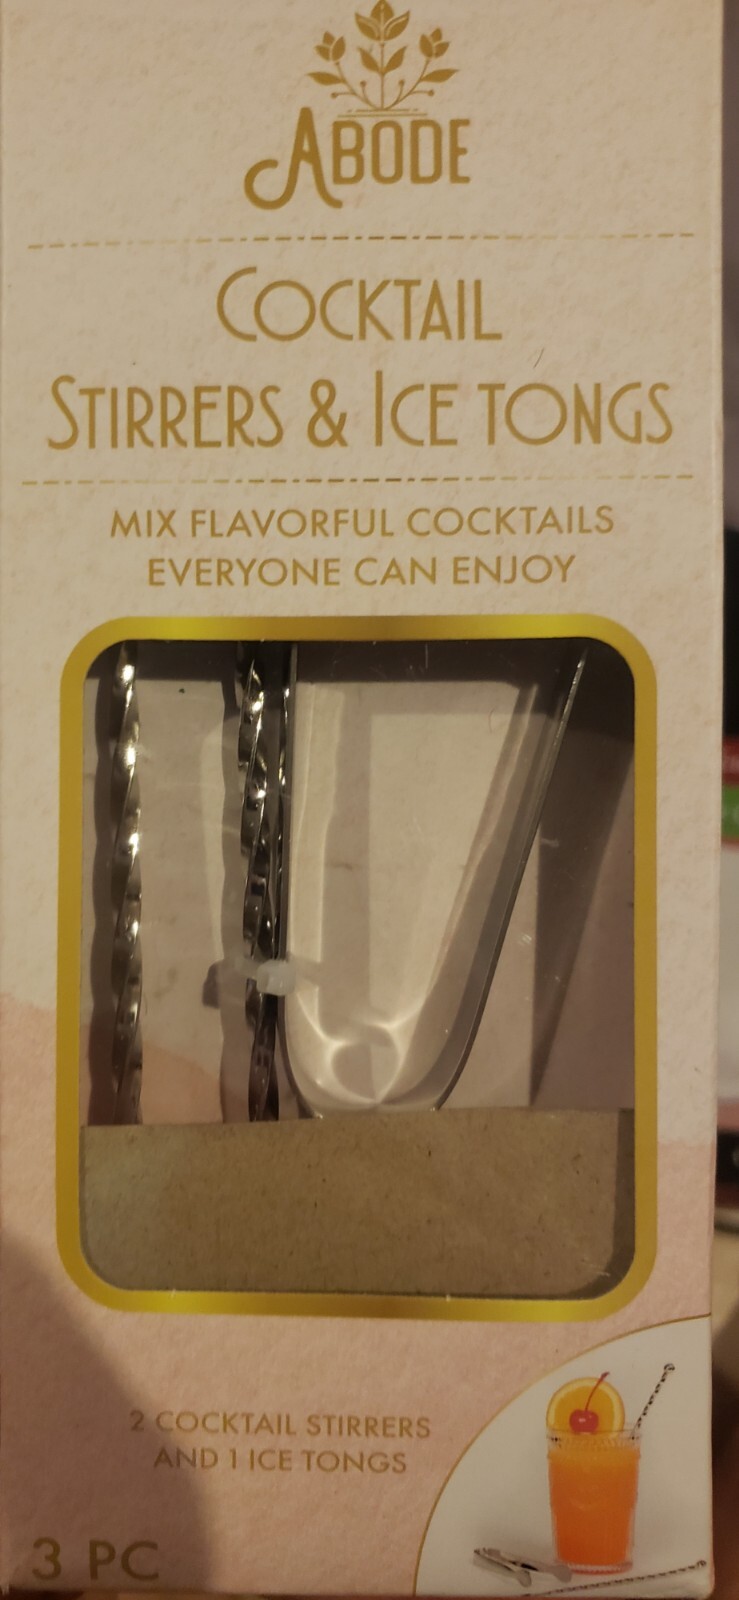 ABODE
COCKTAIL
STIRRERS & ICE TONGS
MIX FLAVORFUL COCKTAILS
EVERYONE CAN ENJOY
2 COCKTAIL STIRRERS
AND 1 ICE TONGS
3 PC